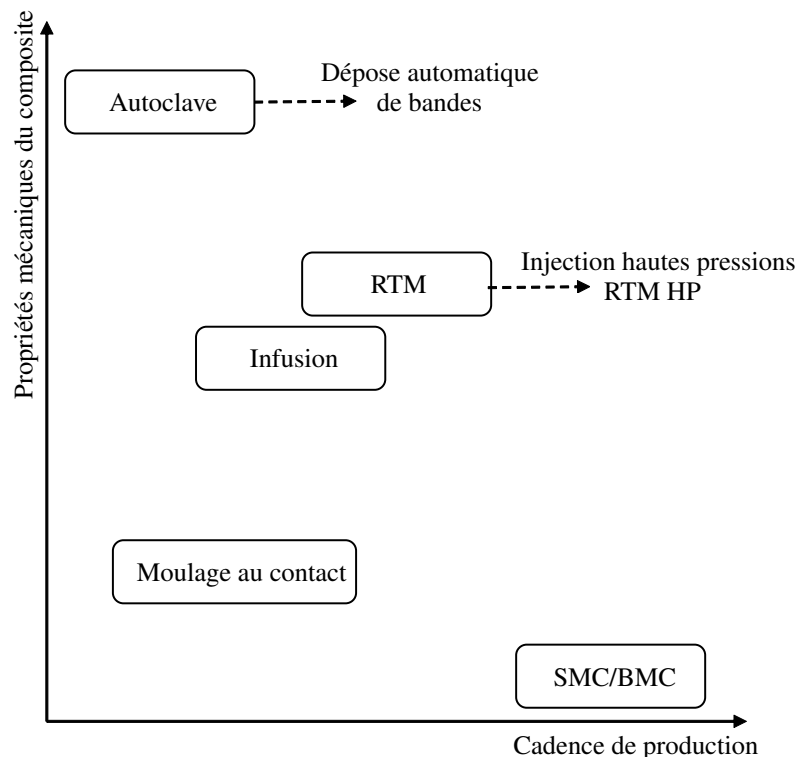 Propriétés mécaniques du composite
Autoclave
Dépose automatique
de bandes
RTM
Injection hautes pressions
RTM HP
Infusion
Moulage au contact
SMC/BMC
Cadence de production